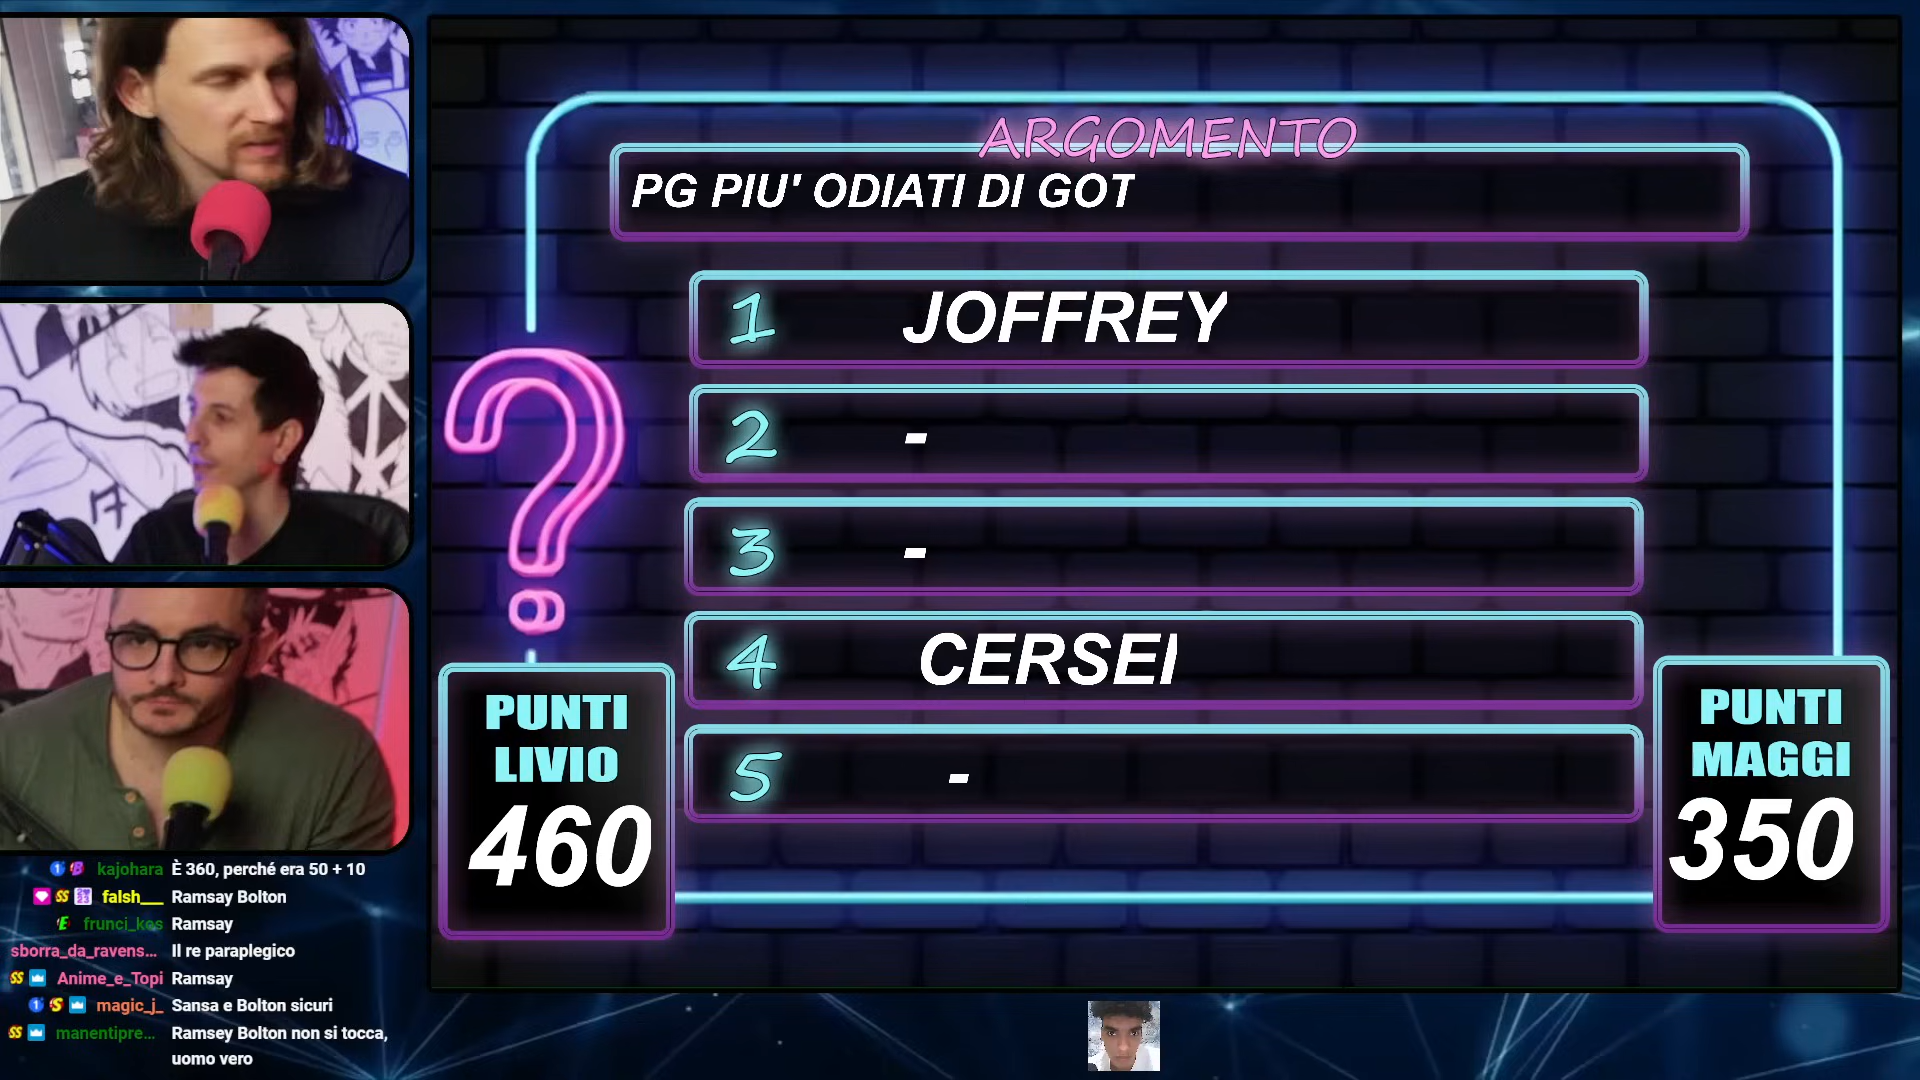 ARGOMENTO
PG PIU' ODIATI DI GOT
1 JOFFREY
2 -
3 -
4 CERSEI
5 -
PUNTI
LIVIO
460
PUNTI
MAGGI
350
kajohara È 360, perché era 50 + 10
falsh___ Ramsay Bolton
frunci_kos Ramsay
sborra_da_ravens... Il re paraplegico
Anime_e_Topi Ramsay
magic_j_ Sansa e Bolton sicuri
manentipre... Ramsey Bolton non si tocca,
uomo vero